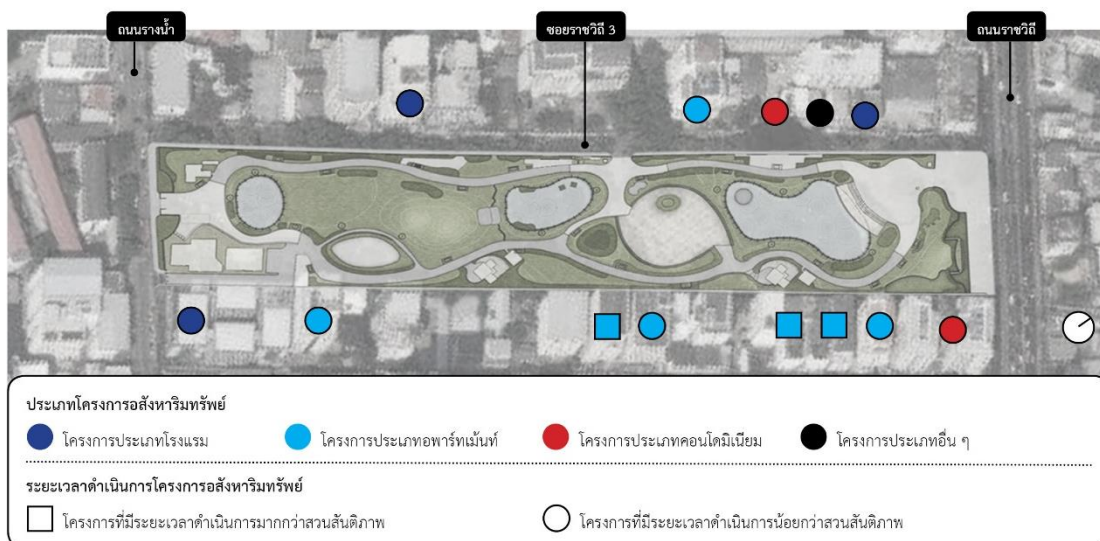 ถนนรางน้ำ
ซอยราชวิถี 3
ถนนราชวิถี
ประเภทโครงการอสังหาริมทรัพย์
โครงการประเภทโรงแรม
โครงการประเภทอพาร์ทเม้นท์
โครงการประเภทคอนโดมิเนียม
โครงการประเภทอื่น ๆ
ระยะเวลาดำเนินการโครงการอสังหาริมทรัพย์
โครงการที่มีระยะเวลาดำเนินการมากกว่าสวนสันติภาพ
โครงการที่มีระยะเวลาดำเนินการน้อยกว่าสวนสันติภาพ